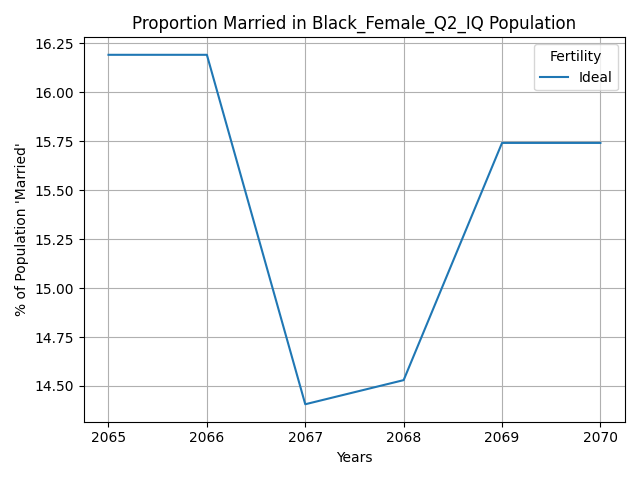 Proportion Married in Black_Female_Q2_IQ Population
% of Population 'Married'
16.25
16.00
15.75
15.50
15.25
15.00
14.75
14.50
Fertility
Ideal
2065 2066 2067 2068 2069 2070
Years